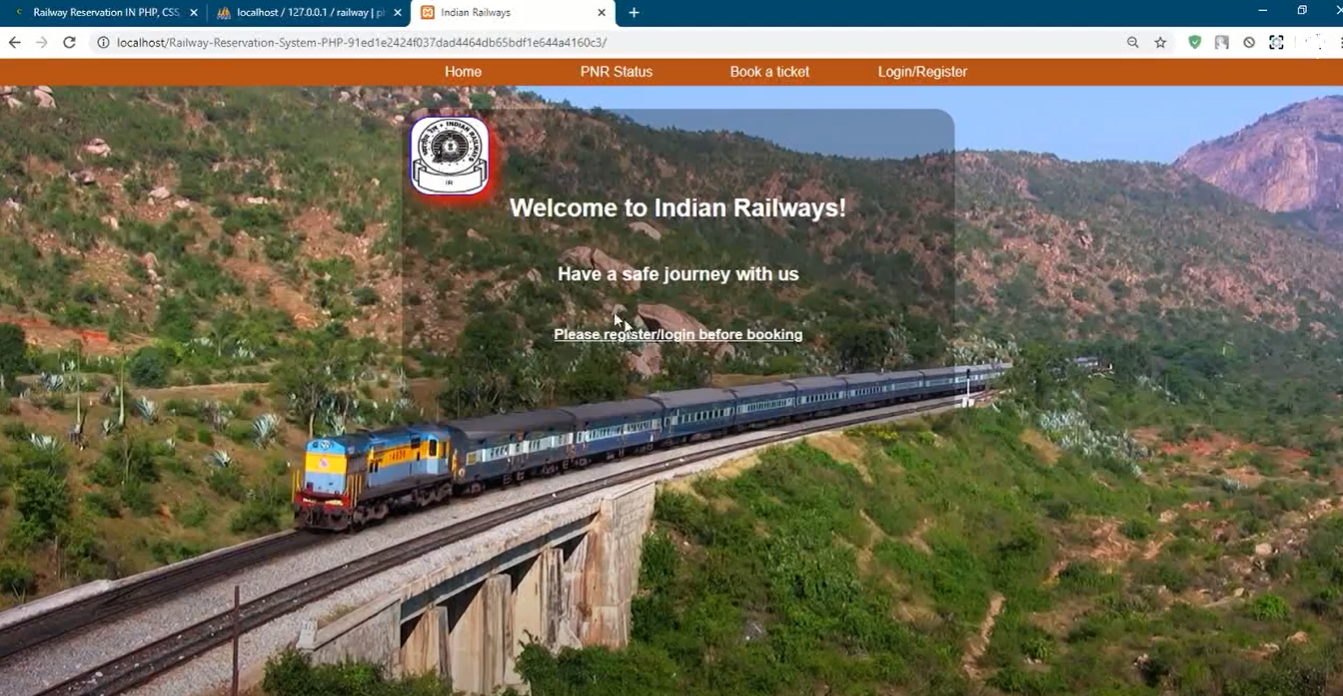 Railway Reservation IN PHP, CSS,
localhost / 127.0.0.1 / railway | ph
Indian Railways
localhost/Railway-Reservation-System-PHP-91ed1e2424f037dad4464db65bdf1e644a4160c3/
Home PNR Status Book a ticket Login/Register
INDIAN RAILWAYS
IR
Welcome to Indian Railways!
Have a safe journey with us
Please register/login before booking